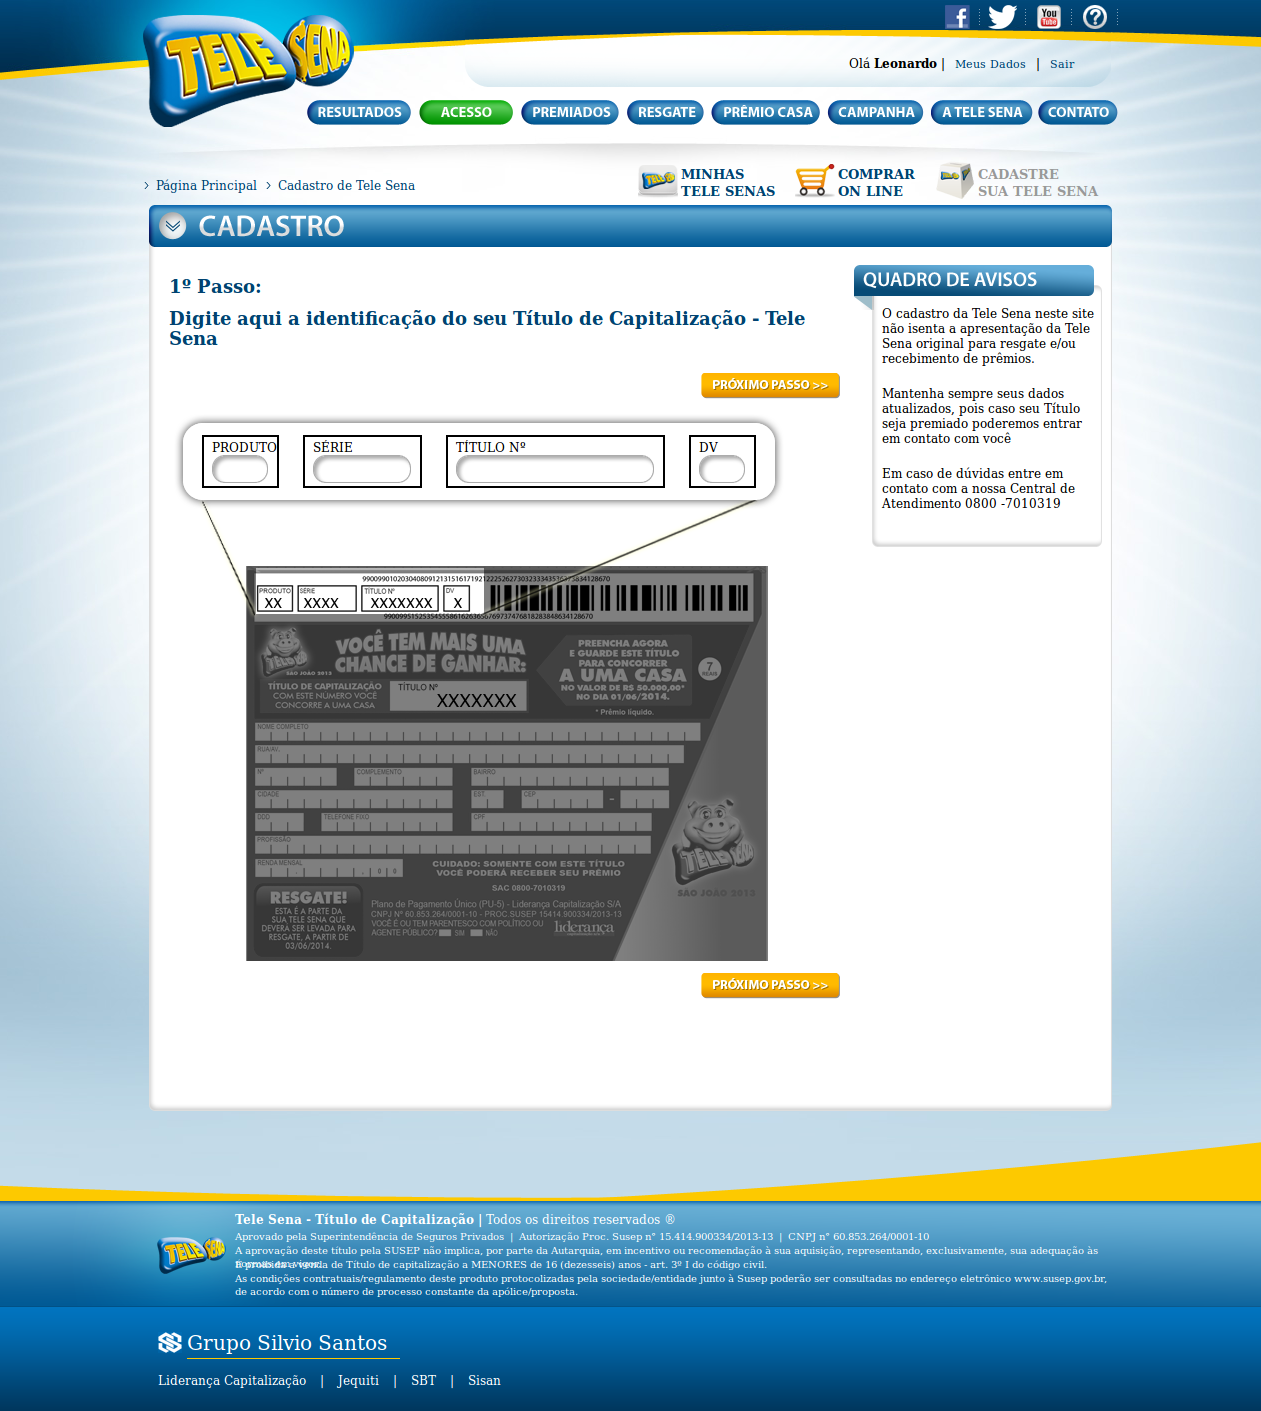 TELE SENA
You Tube
Olá Leonardo | Meus Dados | Sair
RESULTADOS ACESSO PREMIADOS RESGATE PRÊMIO CASA CAMPANHA A TELE SENA CONTATO
Página Principal Cadastro de Tele Sena
MINHAS TELE SENAS
COMPRAR ON LINE
CADASTRE SUA TELE SENA
CADASTRO
1º Passo:
Digite aqui a identificação do seu Título de Capitalização - Tele
Sena
PRÓXIMO PASSO >>
PRODUTO SÉRIE TÍTULO Nº DV
PRODUTO SÉRIE TÍTULO Nº DV
XX XXXX XXXXXXX X
TELE SENA
SÃO JOÃO 2013
VOCÊ TEM MAIS UMA
CHANCE DE GANHAR:
TÍTULO DE CAPITALIZAÇÃO
COM ESTE NÚMERO VOCÊ
CONCORRE A UMA CASA
TÍTULO Nº
XXXXXXX
PREENCHA AGORA
E GUARDE ESTE TÍTULO
PARA CONCORRER
A UMA CASA
NO VALOR DE R$ 50.000,00*
NO DIA 01/06/2014.
* Prêmio líquido.
7
REAIS
NOME COMPLETO
RUA/AV.
Nº COMPLEMENTO BAIRRO
CIDADE EST. CEP
DDD TELEFONE FIXO CPF
PROFISSÃO
RENDA MENSAL
CUIDADO: SOMENTE COM ESTE TÍTULO
VOCÊ PODERÁ RECEBER SEU PRÊMIO
SAC 0800-7010319
TELE SENA
SÃO JOÃO 2013
RESGATE!
ESTA É A PARTE DA
SUA TELE SENA QUE
DEVERÁ SER LEVADA PARA
RESGATE, A PARTIR DE
03/06/2014.
Plano de Pagamento Único (PU-5) - Liderança Capitalização S/A
CNPJ Nº 60.853.264/0001-10 - PROC.SUSEP 15414.900334/2013-13
VOCÊ É OU TEM PARENTESCO COM POLÍTICO OU
AGENTE PÚBLICO? SIM NÃO
liderança
PRÓXIMO PASSO >>
QUADRO DE AVISOS
O cadastro da Tele Sena neste site
não isenta a apresentação da Tele
Sena original para resgate e/ou
recebimento de prêmios.
Mantenha sempre seus dados
atualizados, pois caso seu Título
seja premiado poderemos entrar
em contato com você
Em caso de dúvidas entre em
contato com a nossa Central de
Atendimento 0800 -7010319
TELE SENA
Tele Sena - Título de Capitalização | Todos os direitos reservados ®
Aprovado pela Superintendência de Seguros Privados | Autorização Proc. Susep n° 15.414.900334/2013-13 | CNPJ n° 60.853.264/0001-10
A aprovação deste título pela SUSEP não implica, por parte da Autarquia, em incentivo ou recomendação à sua aquisição, representando, exclusivamente, sua adequação às
venda de Título de capitalização a MENORES de 16 (dezesseis) anos - art. 3º I do código civil.
As condições contratuais/regulamento deste produto protocolizadas pela sociedade/entidade junto à Susep poderão ser consultadas no endereço eletrônico www.susep.gov.br,
de acordo com o número de processo constante da apólice/proposta.
Grupo Silvio Santos
Liderança Capitalização | Jequiti | SBT | Sisan